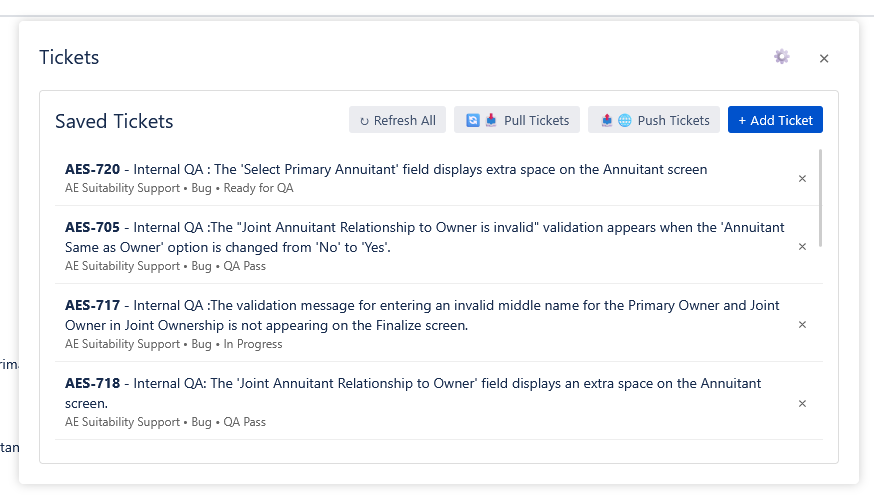 Tickets
Saved Tickets
↻ Refresh All
Pull Tickets
Push Tickets
+ Add Ticket
AES-720 - Internal QA : The 'Select Primary Annuitant' field displays extra space on the Annuitant screen
AE Suitability Support • Bug • Ready for QA
AES-705 - Internal QA :The "Joint Annuitant Relationship to Owner is invalid" validation appears when the 'Annuitant
Same as Owner' option is changed from 'No' to 'Yes'.
AE Suitability Support • Bug • QA Pass
AES-717 - Internal QA :The validation message for entering an invalid middle name for the Primary Owner and Joint
Owner in Joint Ownership is not appearing on the Finalize screen.
AE Suitability Support • Bug • In Progress
AES-718 - Internal QA: The 'Joint Annuitant Relationship to Owner' field displays an extra space on the Annuitant
screen.
AE Suitability Support • Bug • QA Pass